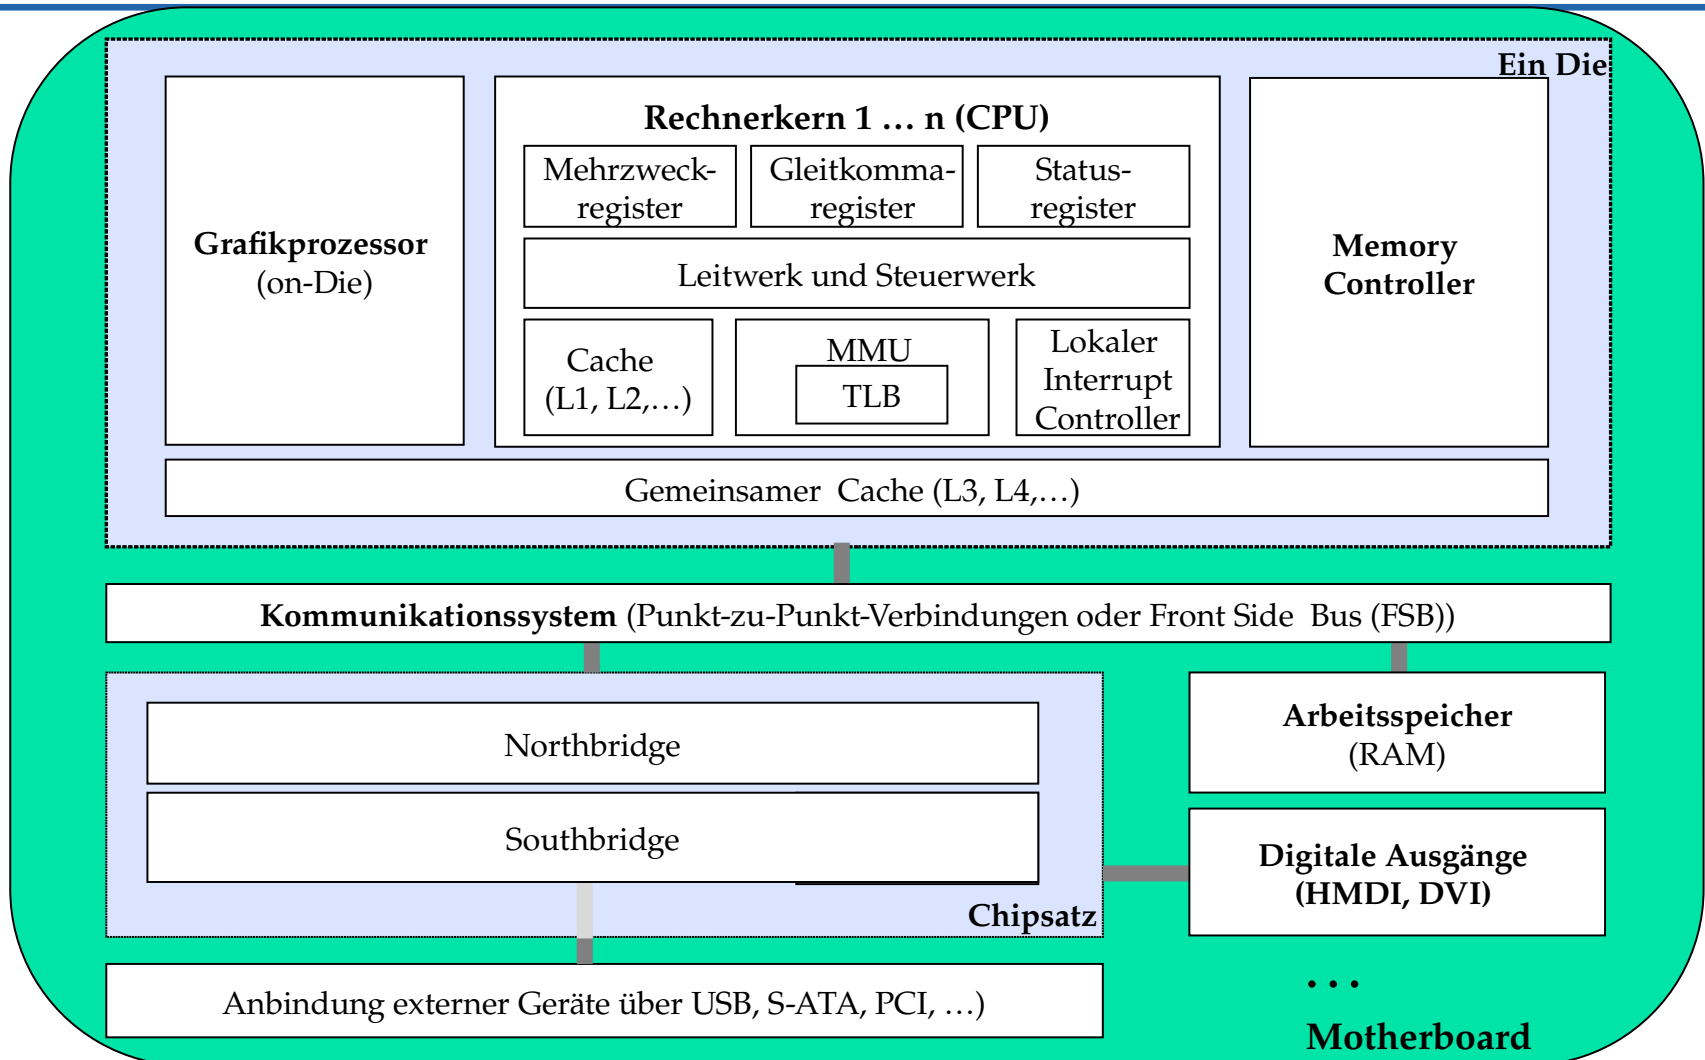 Ein Die
Rechnerkern 1 … n (CPU)
Mehrzweck-
register
Gleitkomma-
register
Status-
register
Grafikprozessor
(on-Die)
Leitwerk und Steuerwerk
Memory
Controller
Cache
(L1, L2,…)
MMU
TLB
Lokaler
Interrupt
Controller
Gemeinsamer Cache (L3, L4,…)
Kommunikationssystem (Punkt-zu-Punkt-Verbindungen oder Front Side Bus (FSB))
Northbridge
Southbridge
Chipsatz
Arbeitsspeicher
(RAM)
Digitale Ausgänge
(HMDI, DVI)
Anbindung externer Geräte über USB, S-ATA, PCI, …)
…
Motherboard